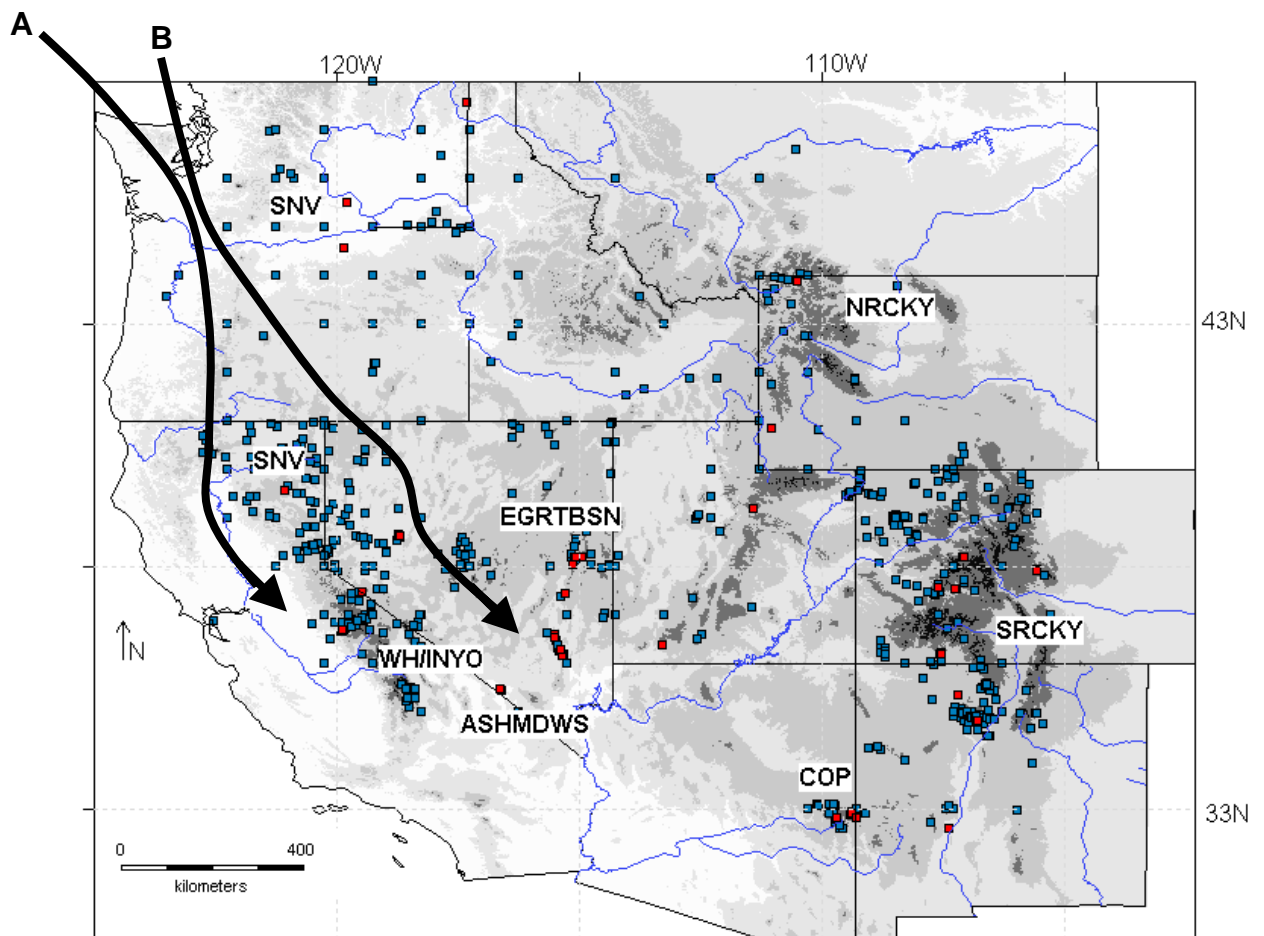 A
B
120W
110W
SNV
NRCKY
43N
SNV
EGRTBSN
N
WH/INYO
SRCKY
ASHMDWS
COP
33N
0 400
kilometers